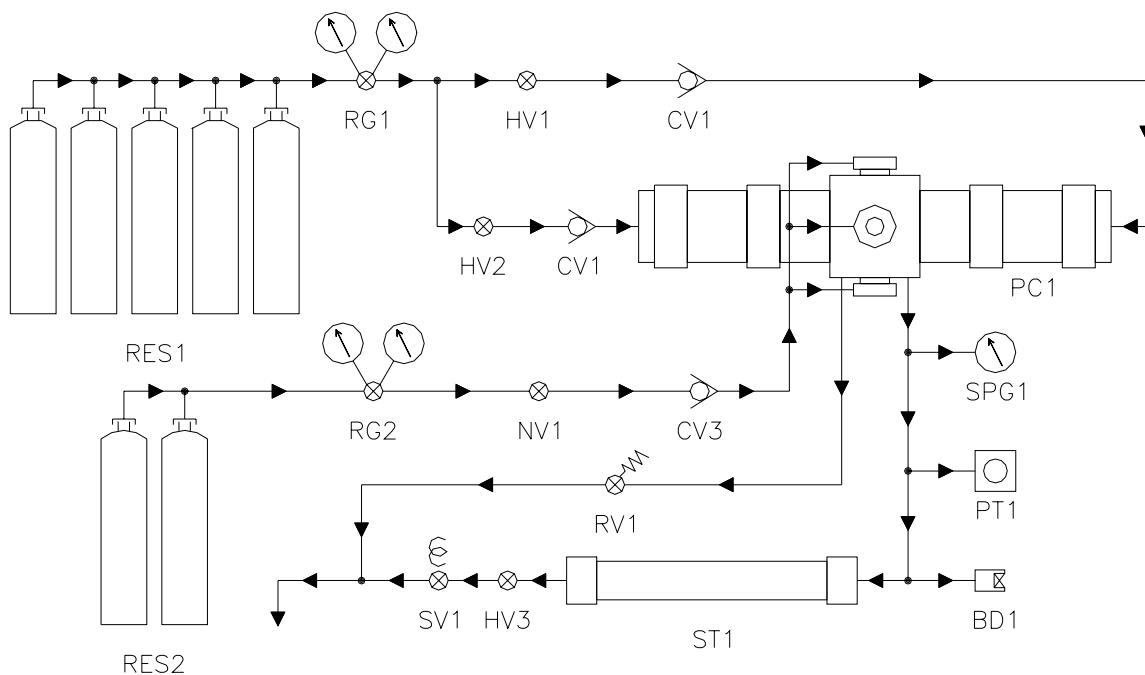 RG1
HV1
CV1
HV2
CV1
PC1
RES1
RG2
NV1
CV3
SPG1
RV1
PT1
SV1
HV3
ST1
BD1
RES2